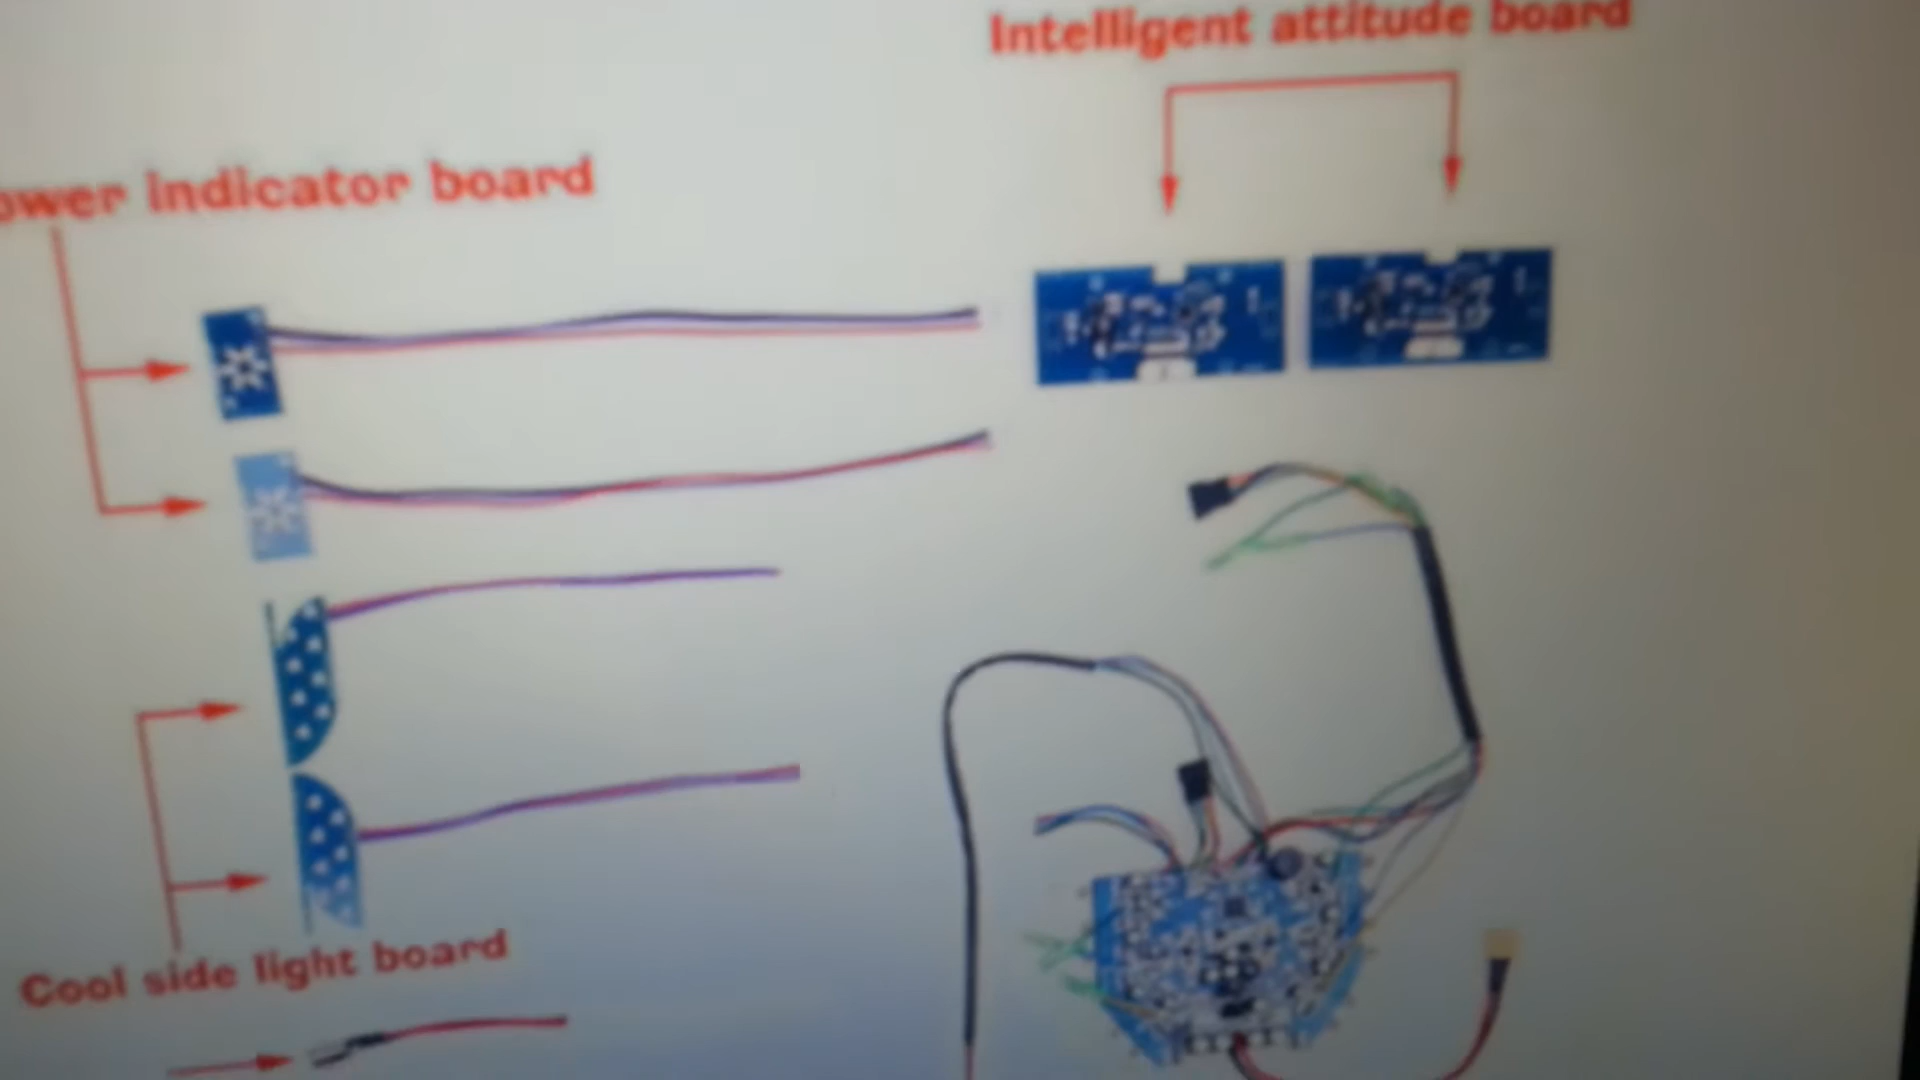 Intelligent attitude board
ower indicator board
Cool side light board